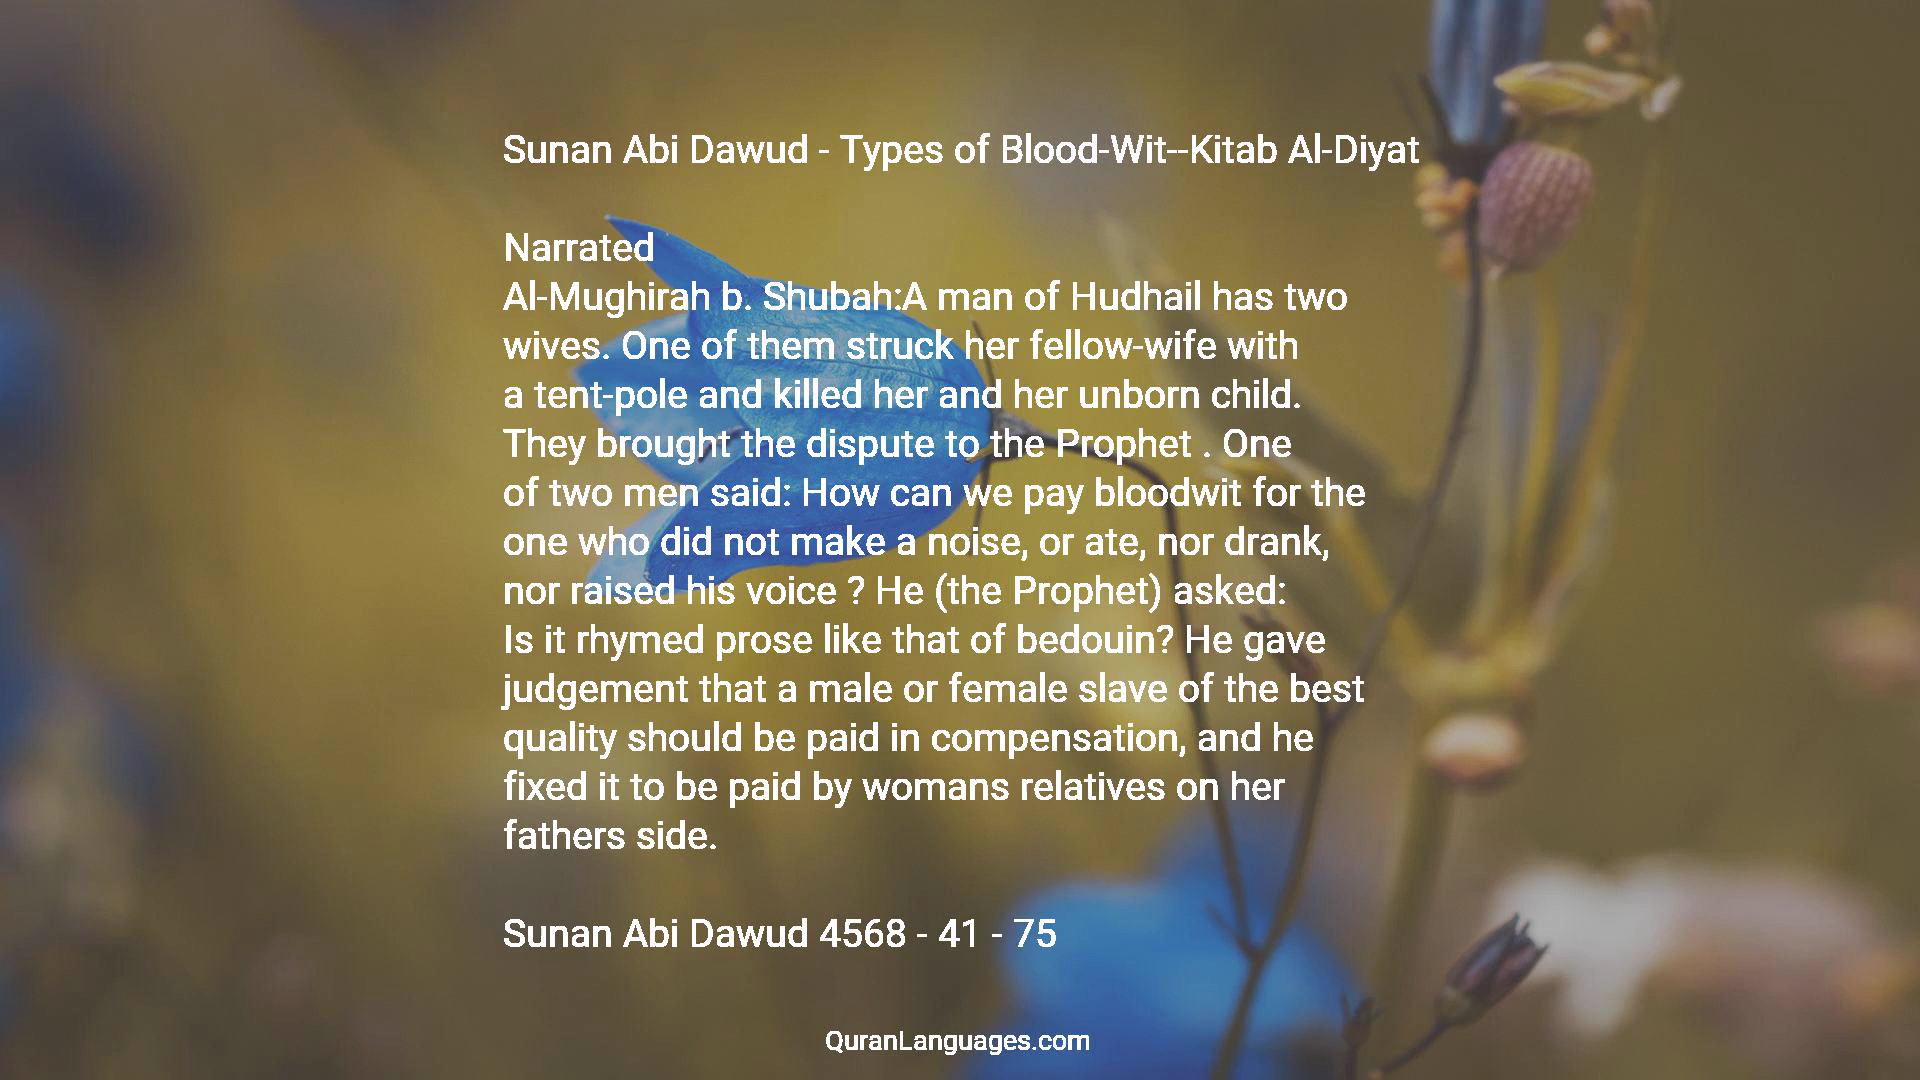 Sunan Abi Dawud - Types of Blood-Wit--Kitab Al-Diyat
Narrated
Al-Mughirah b. Shubah:A man of Hudhail has two
wives. One of them struck her fellow-wife with
a tent-pole and killed her and her unborn child.
They brought the dispute to the Prophet . One
of two men said: How can we pay bloodwit for the
one who did not make a noise, or ate, nor drank,
nor raised his voice ? He (the Prophet) asked:
Is it rhymed prose like that of bedouin? He gave
judgement that a male or female slave of the best
quality should be paid in compensation, and he
fixed it to be paid by womans relatives on her
fathers side.
Sunan Abi Dawud 4568 - 41 - 75
QuranLanguages.com